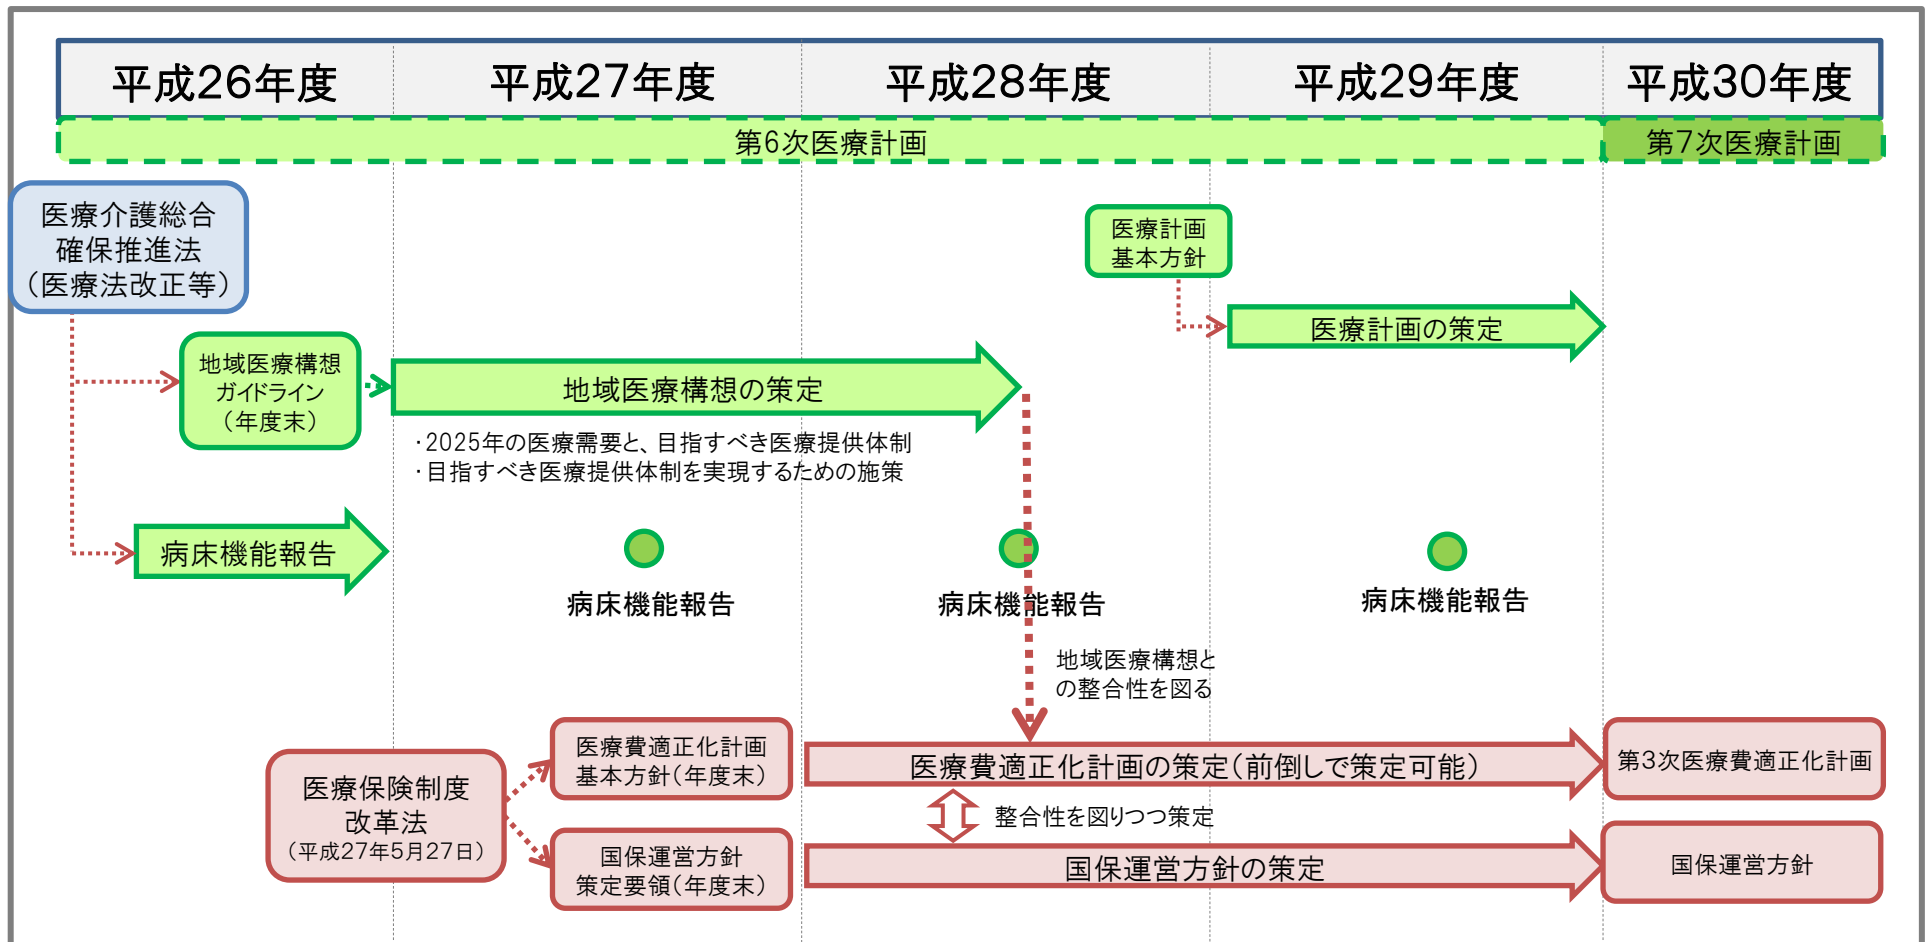 平成26年度
平成27年度
平成28年度
平成29年度
平成30年度
第6次医療計画
第7次医療計画
医療介護総合
確保推進法
（医療法改正等）
医療計画
基本方針
医療計画の策定
地域医療構想
ガイドライン
（年度末）
地域医療構想の策定
・2025年の医療需要と、目指すべき医療提供体制
・目指すべき医療提供体制を実現するための施策
病床機能報告
病床機能報告
病床機能報告
病床機能報告
地域医療構想と
の整合性を図る
医療保険制度
改革法
（平成27年5月27日）
医療費適正化計画
基本方針（年度末）
医療費適正化計画の策定（前倒しで策定可能）
第3次医療費適正化計画
整合性を図りつつ策定
国保運営方針
策定要領（年度末）
国保運営方針の策定
国保運営方針